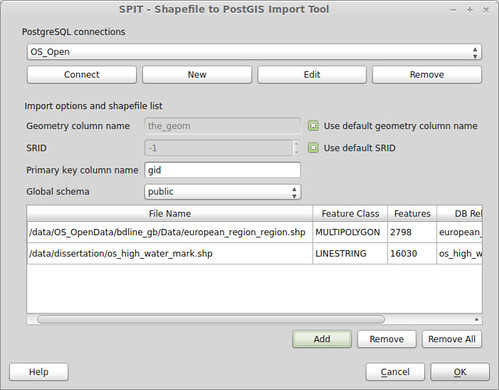 SPIT - Shapefile to PostGIS Import Tool
PostgreSQL connections
OS_Open
Connect New Edit Remove
Import options and shapefile list
Geometry column name the_geom Use default geometry column name
SRID -1 Use default SRID
Primary key column name gid
Global schema public
File Name Feature Class Features DB Rel
/data/OS_OpenData/bdline_gb/Data/european_region_region.shp MULTIPOLYGON 2798 european_
/data/dissertation/os_high_water_mark.shp LINESTRING 16030 os_high_w
Add Remove Remove All
Help Cancel OK